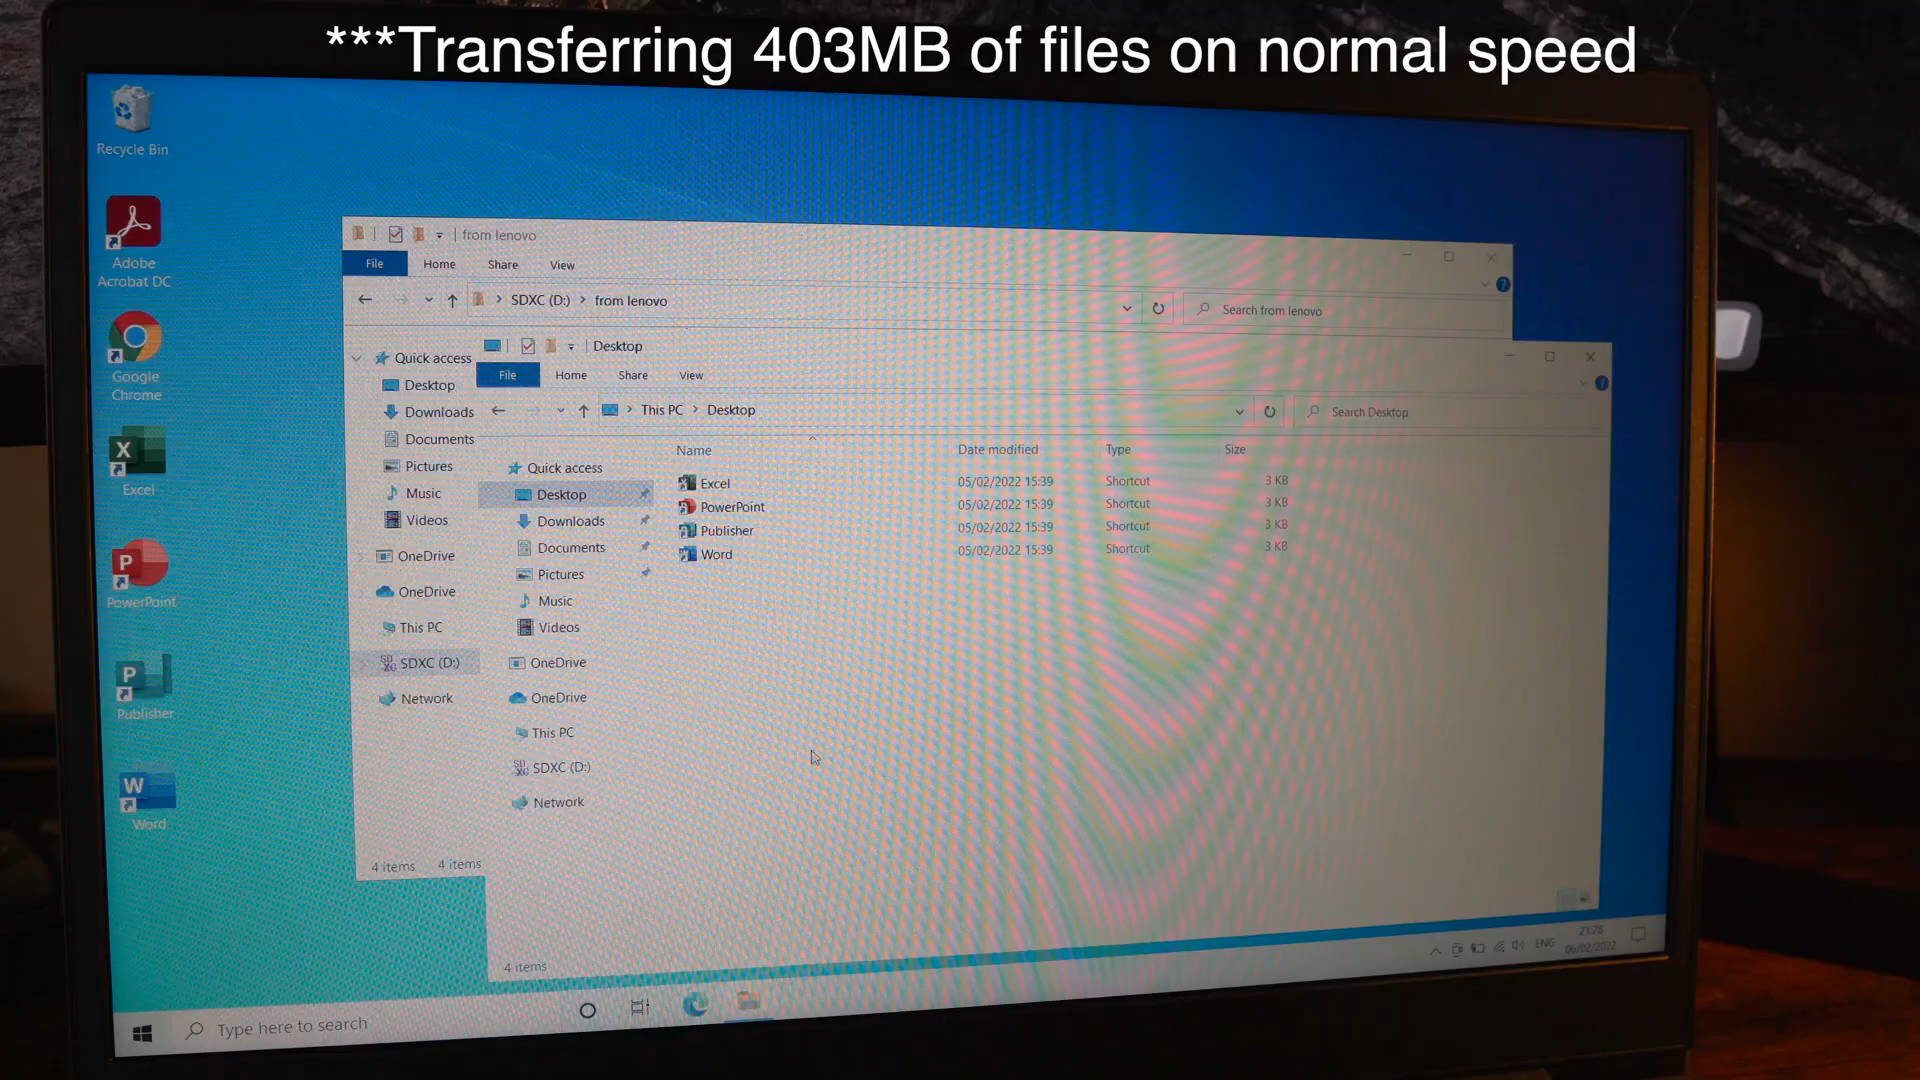 ***Transferring 403MB of files on normal speed
Recycle Bin
Adobe
Acrobat DC
Google
Chrome
Excel
PowerPoint
Publisher
Word
from lenovo
File Home Share View
SDXC (D:) > from lenovo
Search from lenovo
Quick access
Desktop
Downloads
Documents
Pictures
Music
Videos
OneDrive
OneDrive
This PC
SDXC (D:)
Network
4 items 4 items
Desktop
File Home Share View
This PC > Desktop
Search Desktop
Quick access
Desktop
Downloads
Documents
Pictures
Music
Videos
OneDrive
OneDrive
This PC
SDXC (D:)
Network
Name Date modified Type Size
Excel 05/02/2022 15:39 Shortcut 3 KB
PowerPoint 05/02/2022 15:39 Shortcut 3 KB
Publisher 05/02/2022 15:39 Shortcut 3 KB
Word 05/02/2022 15:39 Shortcut 3 KB
4 items
Type here to search
ENG
21:28
06/02/2022